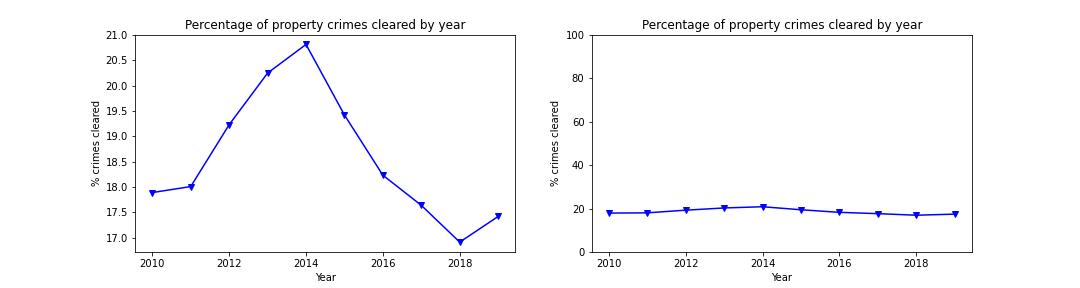 Percentage of property crimes cleared by year
21.0
20.5
20.0
19.5
19.0
18.5
18.0
17.5
17.0
% crimes cleared
2010 2012 2014 2016 2018
Year
Percentage of property crimes cleared by year
100
80
60
40
20
0
% crimes cleared
2010 2012 2014 2016 2018
Year